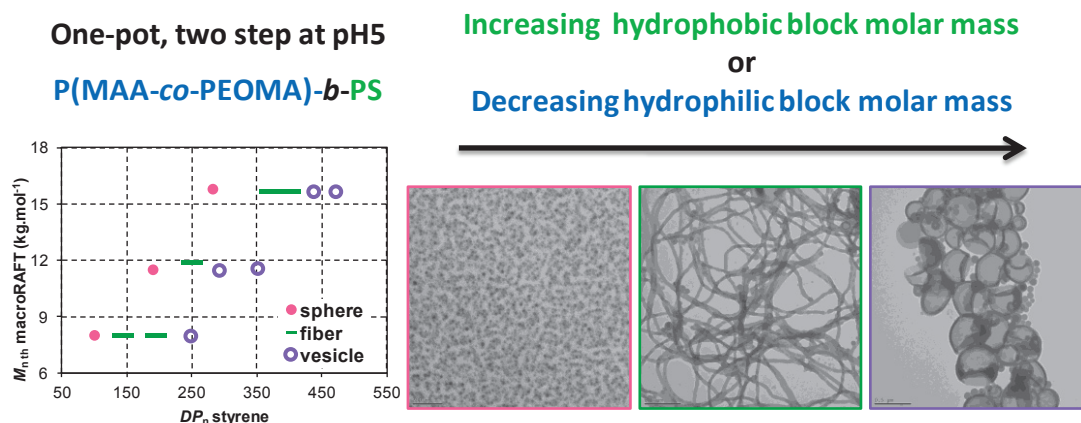 One-pot, two step at pH5
P(MAA-co-PEOMA)-b-PS
Increasing hydrophobic block molar mass
or
Decreasing hydrophilic block molar mass
18
15
12
9
6
M n th macroRAFT (kg.mol-1)
sphere
fiber
vesicle
50 150 250 350 450 550
DPn styrene